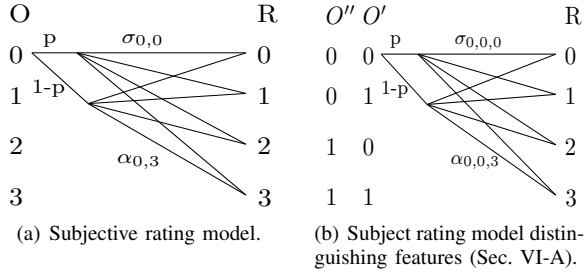 O R O'' O' R
p σ0,0 p σ0,0,0
0 0 0 0 0
1-p 1-p
1 1 0 1 1
2 2 1 0 2
α0,3 α0,0,3
3 3 1 1 3
(a) Subjective rating model.
(b) Subject rating model distin-
guishing features (Sec. VI-A).